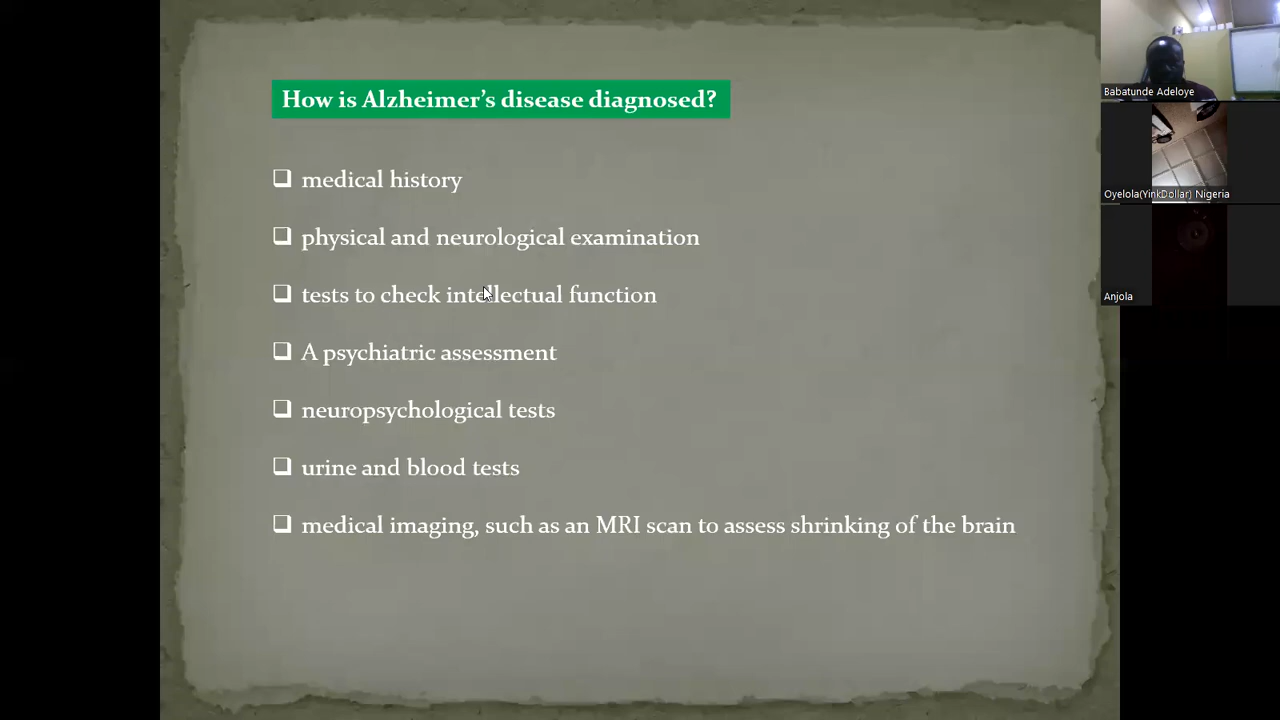 How is Alzheimer’s disease diagnosed?
❑ medical history
❑ physical and neurological examination
❑ tests to check intellectual function
❑ A psychiatric assessment
❑ neuropsychological tests
❑ urine and blood tests
❑ medical imaging, such as an MRI scan to assess shrinking of the brain
Babatunde Adeloye
Oyelola(YinkDollar) Nigeria
Anjola